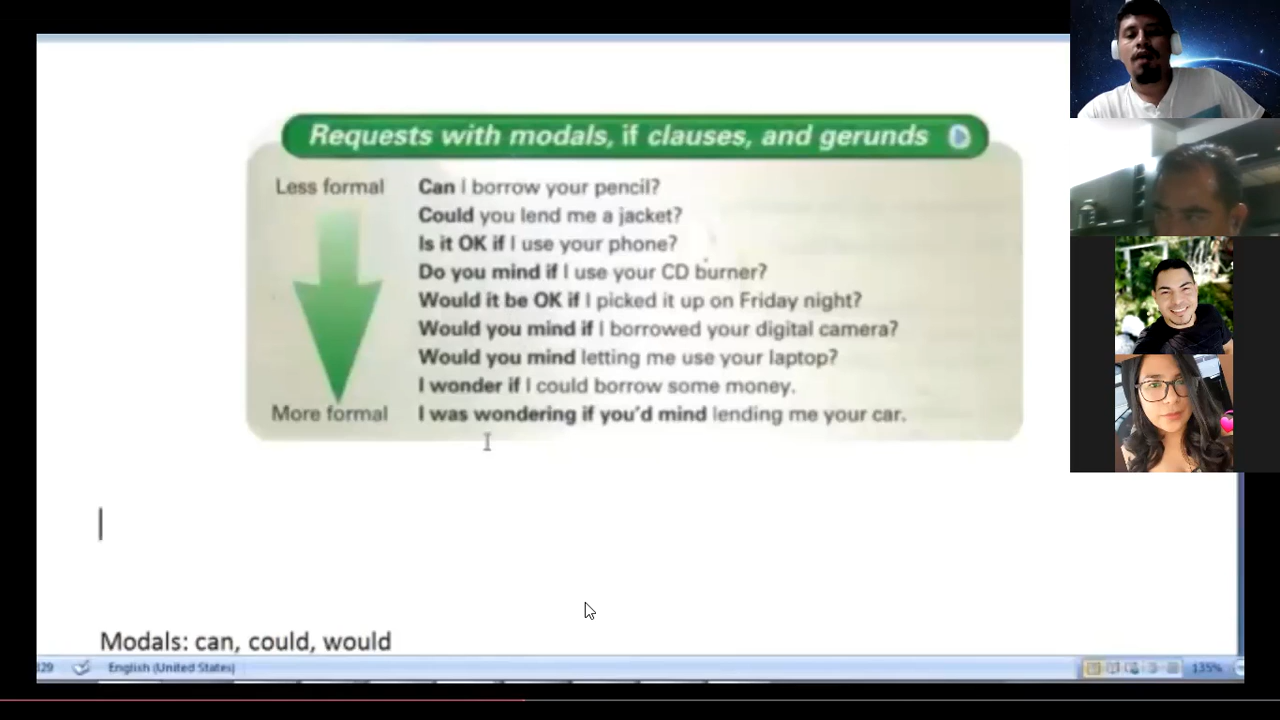 Requests with modals, if clauses, and gerunds
Less formal
Can I borrow your pencil?
Could you lend me a jacket?
Is it OK if I use your phone?
Do you mind if I use your CD burner?
Would it be OK if I picked it up on Friday night?
Would you mind if I borrowed your digital camera?
Would you mind letting me use your laptop?
I wonder if I could borrow some money.
More formal
I was wondering if you'd mind lending me your car.
Modals: can, could, would
English (United States)
135%